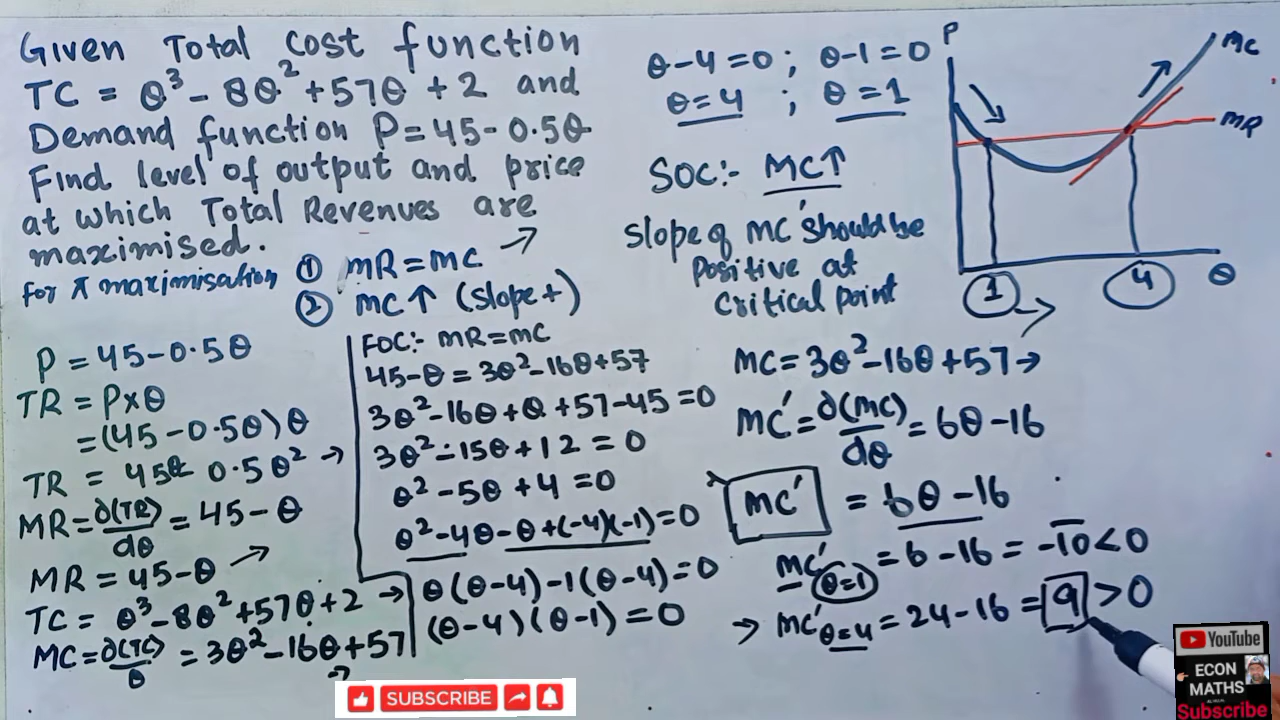 Given Total cost function
TC = θ³ - 8θ² + 57θ + 2 and
Demand function P = 45 - 0.5θ
Find level of output and price
at which Total Revenues are
maximised.
for π maximisation ① MR = MC →
② MC ↑ (slope +)
P = 45 - 0.5θ
TR = P×θ
= (45 - 0.5θ) θ
TR = 45θ - 0.5θ² →
MR = ∂(TR)/dθ = 45 - θ
MR = 45 - θ →
TC = θ³ - 8θ² + 57θ + 2 →
MC = ∂(TC)/θ = 3θ² - 16θ + 57 →
FOC:- MR = MC
45 - θ = 3θ² - 16θ + 57
3θ² - 16θ + θ + 57 - 45 = 0
3θ² - 15θ + 12 = 0
θ² - 5θ + 4 = 0
θ² - 4θ - θ + (-4)(-1) = 0
θ(θ-4) - 1(θ-4) = 0
(θ-4)(θ-1) = 0
θ - 4 = 0 ; θ - 1 = 0
θ = 4 ; θ = 1
SOC:- MC↑
slope of MC' should be
positive at
critical point
P
MC
MR
1
4
θ
MC = 3θ² - 16θ + 57 →
MC' = ∂(MC)/dθ = 6θ - 16
MC' = 6θ - 16
MC' θ=1 = 6 - 16 = -10 < 0
→ MC' θ=4 = 24 - 16 = 9 > 0
SUBSCRIBE
YouTube
ECON
MATHS
Subscribe